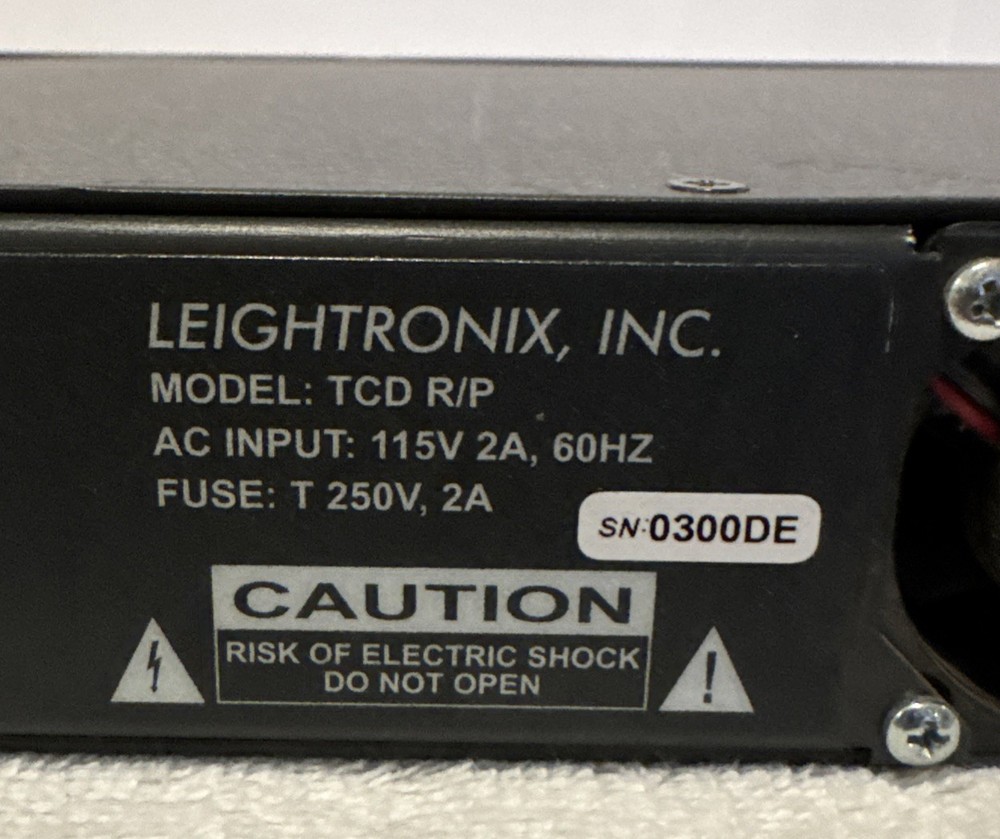 LEIGHTRONIX, INC.
MODEL: TCD R/P
AC INPUT: 115V 2A, 60HZ
FUSE: T 250V, 2A
SN:0300DE
CAUTION
RISK OF ELECTRIC SHOCK
DO NOT OPEN